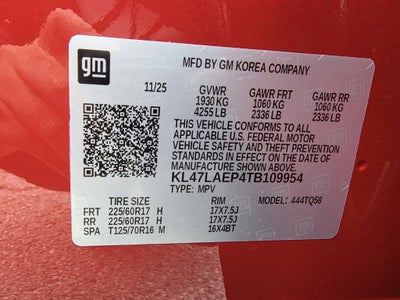 gm
MFD BY GM KOREA COMPANY
11/25 GVWR GAWR FRT GAWR RR
1930 KG 1060 KG 1060 KG
4255 LB 2336 LB 2336 LB
THIS VEHICLE CONFORMS TO ALL
APPLICABLE U.S. FEDERAL MOTOR
VEHICLE SAFETY AND THEFT PREVENTION
STANDARDS IN EFFECT ON THE DATE OF
MANUFACTURE SHOWN ABOVE.
KL47LAEP4TB109954
TYPE: MPV
TIRE SIZE RIM MODEL: 444TQ58
FRT 225/60R17 H 17X7.5J
RR 225/60R17 H 17X7.5J
SPA T125/70R16 M 16X4BT